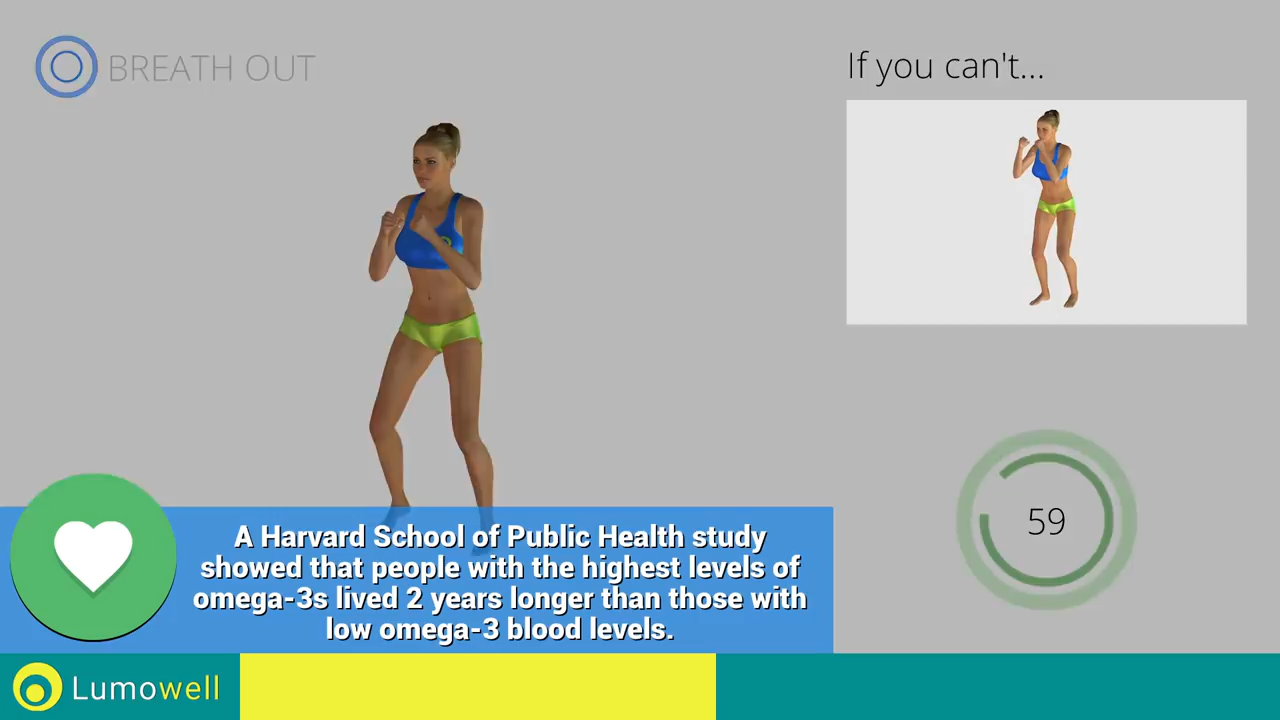 BREATH OUT
If you can't...
59
A Harvard School of Public Health study
showed that people with the highest levels of
omega-3s lived 2 years longer than those with
low omega-3 blood levels.
Lumowell